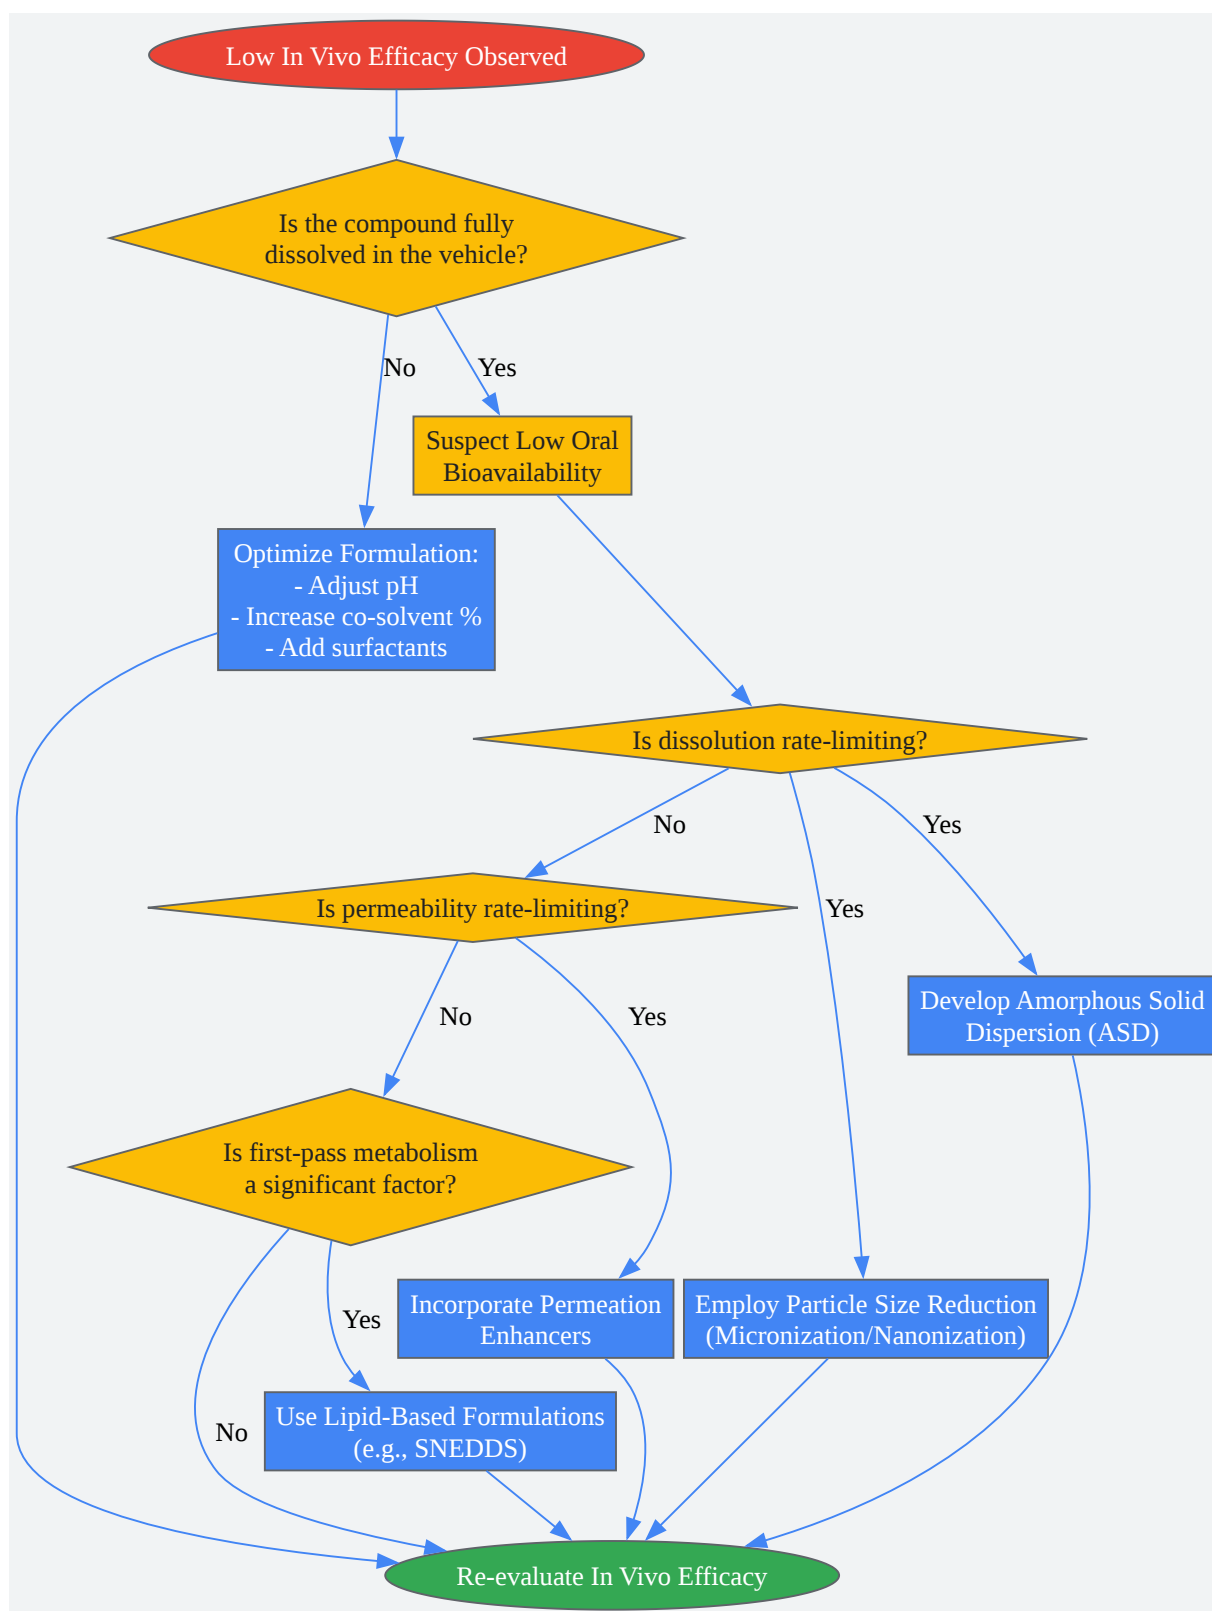 Low In Vivo Efficacy Observed
Is the compound fully
dissolved in the vehicle?
No
Yes
Suspect Low Oral
Bioavailability
Optimize Formulation:
- Adjust pH
- Increase co-solvent %
- Add surfactants
Is dissolution rate-limiting?
No
Yes
Is permeability rate-limiting?
Yes
Develop Amorphous Solid
Dispersion (ASD)
No
Yes
Is first-pass metabolism
a significant factor?
Incorporate Permeation
Enhancers
Employ Particle Size Reduction
(Micronization/Nanonization)
Yes
Use Lipid-Based Formulations
(e.g., SNEDDS)
No
Re-evaluate In Vivo Efficacy